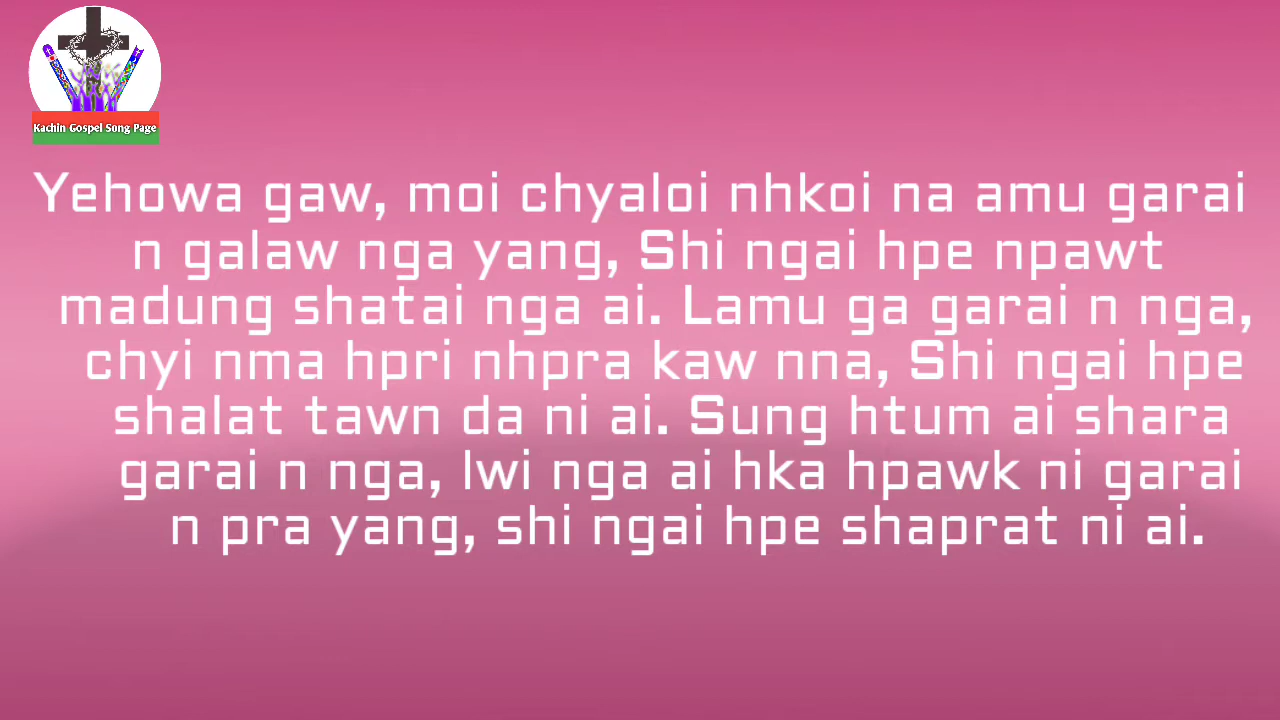 Kachin Gospel Song Page
Yehowa gaw, moi chyaloi nhkoi na amu garai
n galaw nga yang, Shi ngai hpe npawt
madung shatai nga ai. Lamu ga garai n nga,
chyi nma hpri nhpra kaw nna, Shi ngai hpe
shalat tawn da ni ai. Sung htum ai shara
garai n nga, lwi nga ai hka hpawk ni garai
n pra yang, shi ngai hpe shaprat ni ai.